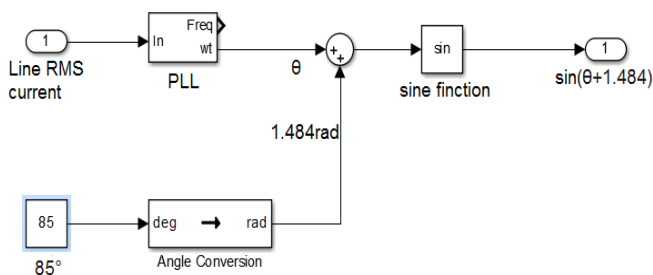 1
Line RMS
current
In
Freq
wt
PLL
θ
++
sin
sine finction
1
sin(θ+1.484)
1.484rad
85
85°
deg → rad
Angle Conversion